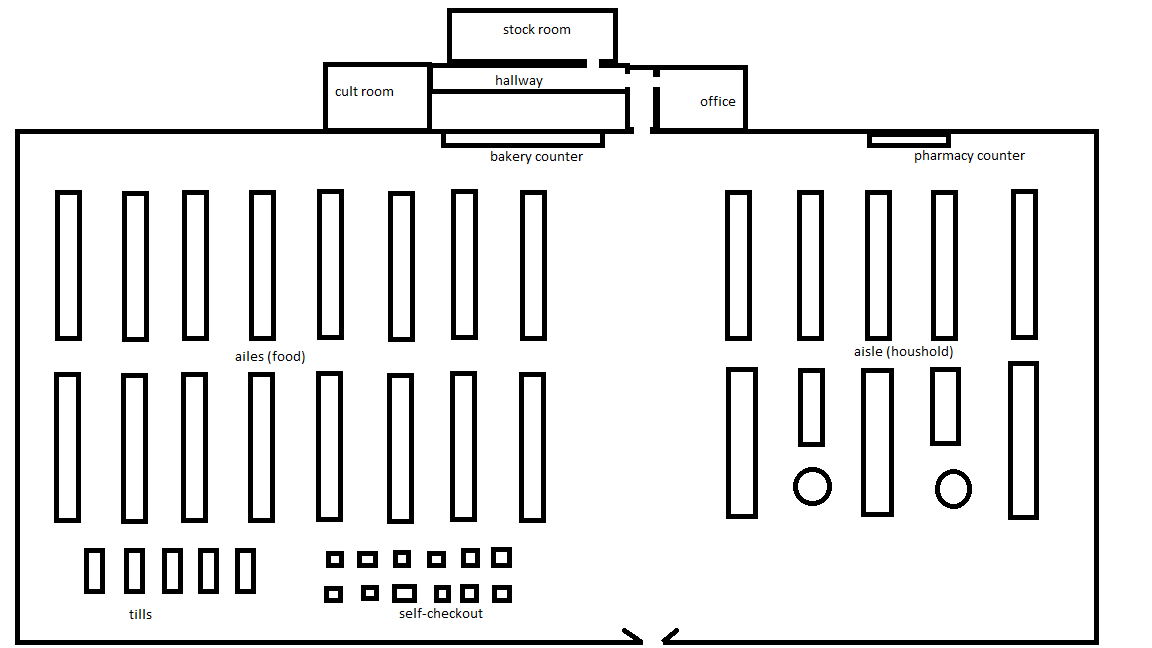 stock room
hallway
cult room
office
bakery counter
pharmacy counter
ailes (food)
aisle (houshold)
tills
self-checkout